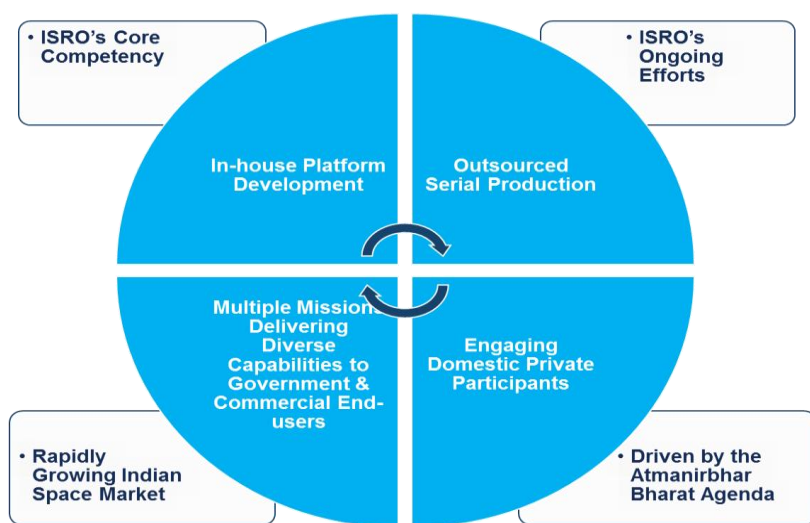 • ISRO's Core
Competency
• ISRO's
Ongoing
Efforts
In-house Platform
Development
Outsourced
Serial Production
Multiple Missions
Delivering
Diverse
Capabilities to
Government &
Commercial End-
users
Engaging
Domestic Private
Participants
• Rapidly
Growing Indian
Space Market
• Driven by the
Atmanirbhar
Bharat Agenda